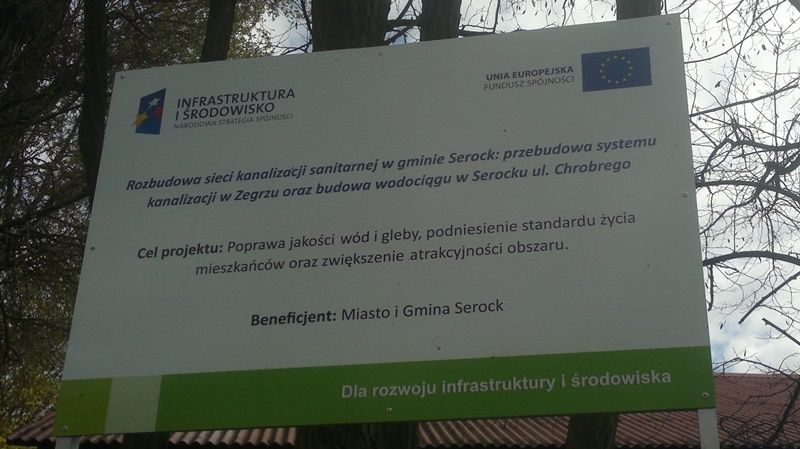 INFRASTRUKTURA
I ŚRODOWISKO
NARODOWA STRATEGIA SPÓJNOŚCI
UNIA EUROPEJSKA
FUNDUSZ SPÓJNOŚCI
Rozbudowa sieci kanalizacji sanitarnej w gminie Serock: przebudowa systemu
kanalizacji w Zegrzu oraz budowa wodociągu w Serocku ul. Chrobrego
Cel projektu: Poprawa jakości wód i gleby, podniesienie standardu życia
mieszkańców oraz zwiększenie atrakcyjności obszaru.
Beneficjent: Miasto i Gmina Serock
Dla rozwoju infrastruktury i środowiska